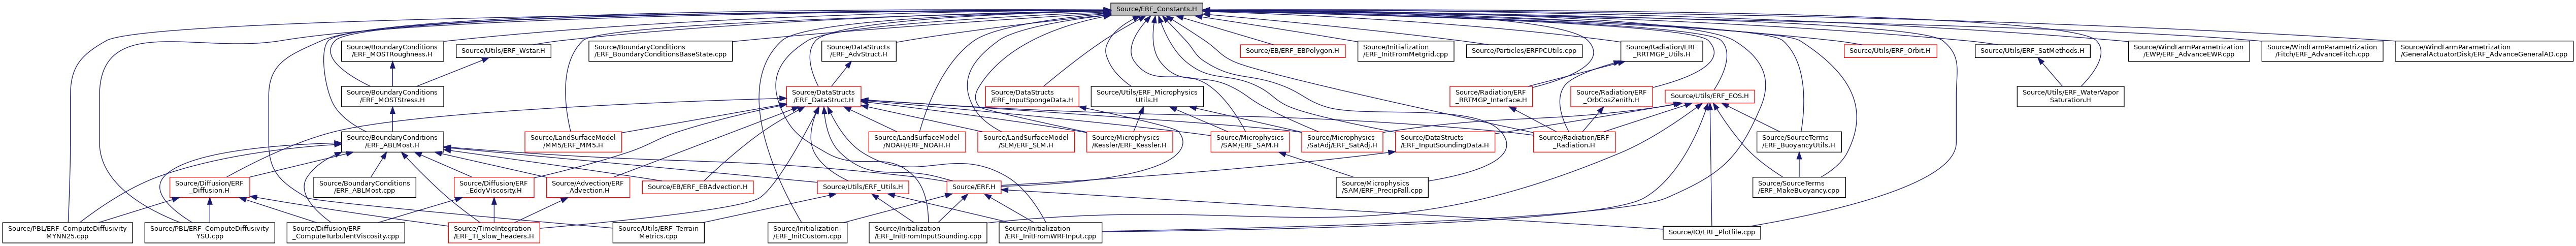 Source/ERF_Constants.H
Source/BoundaryConditions
/ERF_MOSTRoughness.H
Source/Utils/ERF_Wstar.H
Source/BoundaryConditions
/ERF_BoundaryConditionsBaseState.cpp
Source/DataStructs
/ERF_AdvStruct.H
Source/EB/ERF_EBPolygon.H
Source/Initialization
/ERF_InitFromMetgrid.cpp
Source/Particles/ERFPCUtils.cpp
Source/Radiation/ERF
_RRTMGP_Utils.H
Source/Utils/ERF_Orbit.H
Source/Utils/ERF_SatMethods.H
Source/WindFarmParametrization
/EWP/ERF_AdvanceEWP.cpp
Source/WindFarmParametrization
/Fitch/ERF_AdvanceFitch.cpp
Source/WindFarmParametrization
/GeneralActuatorDisk/ERF_AdvanceGeneralAD.cpp
Source/BoundaryConditions
/ERF_MOSTStress.H
Source/DataStructs
/ERF_DataStruct.H
Source/DataStructs
/ERF_InputSpongeData.H
Source/Utils/ERF_Microphysics
Utils.H
Source/Radiation/ERF
_RRTMGP_Interface.H
Source/Radiation/ERF
_OrbCosZenith.H
Source/Utils/ERF_EOS.H
Source/Utils/ERF_WaterVapor
Saturation.H
Source/BoundaryConditions
/ERF_ABLMost.H
Source/LandSurfaceModel
/MM5/ERF_MM5.H
Source/LandSurfaceModel
/NOAH/ERF_NOAH.H
Source/LandSurfaceModel
/SLM/ERF_SLM.H
Source/Microphysics
/Kessler/ERF_Kessler.H
Source/Microphysics
/SAM/ERF_SAM.H
Source/Microphysics
/SatAdj/ERF_SatAdj.H
Source/DataStructs
/ERF_InputSoundingData.H
Source/Radiation/ERF
_Radiation.H
Source/SourceTerms
/ERF_BuoyancyUtils.H
Source/Diffusion/ERF
_Diffusion.H
Source/BoundaryConditions
/ERF_ABLMost.cpp
Source/Diffusion/ERF
_EddyViscosity.H
Source/Advection/ERF
_Advection.H
Source/EB/ERF_EBAdvection.H
Source/Utils/ERF_Utils.H
Source/ERF.H
Source/Microphysics
/SAM/ERF_PrecipFall.cpp
Source/SourceTerms
/ERF_MakeBuoyancy.cpp
Source/PBL/ERF_ComputeDiffusivity
MYNN25.cpp
Source/PBL/ERF_ComputeDiffusivity
YSU.cpp
Source/Diffusion/ERF
_ComputeTurbulentViscosity.cpp
Source/TimeIntegration
/ERF_TI_slow_headers.H
Source/Utils/ERF_Terrain
Metrics.cpp
Source/Initialization
/ERF_InitCustom.cpp
Source/Initialization
/ERF_InitFromInputSounding.cpp
Source/Initialization
/ERF_InitFromWRFInput.cpp
Source/IO/ERF_Plotfile.cpp